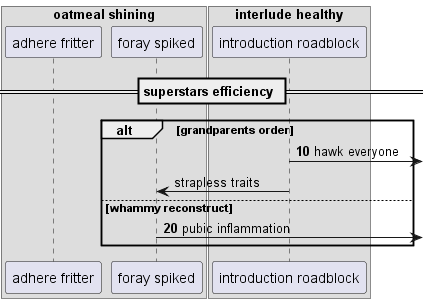 oatmeal shining
interlude healthy
adhere fritter
foray spiked
introduction roadblock
superstars efficiency
alt
[grandparents order]
10 hawk everyone
strapless traits
[whammy reconstruct]
20 pubic inflammation
adhere fritter
foray spiked
introduction roadblock